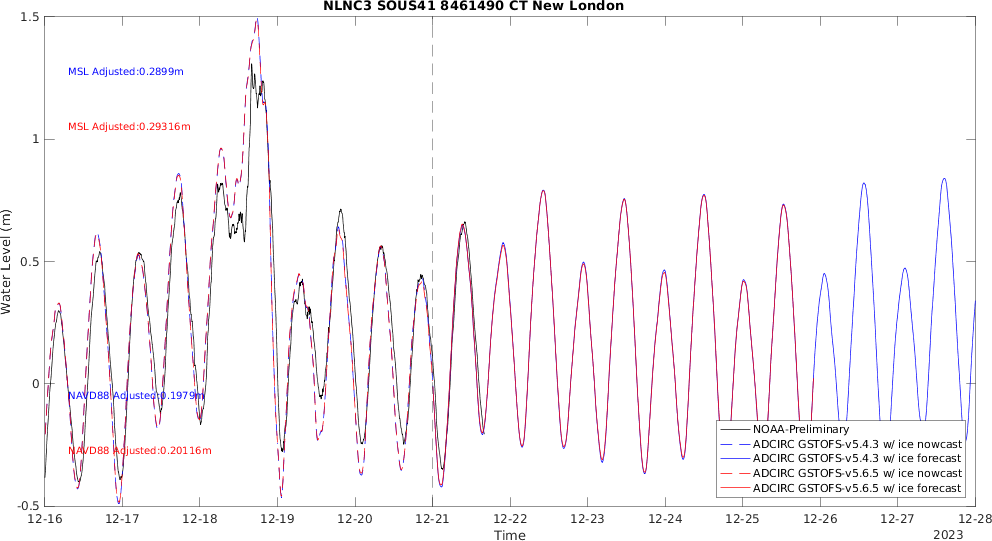 NLNC3 SOUS41 8461490 CT New London
1.5
1
0.5
0
-0.5
Water Level (m)
MSL Adjusted:0.2899m
MSL Adjusted:0.29316m
NAVD88 Adjusted:0.1979m
NAVD88 Adjusted:0.20116m
NOAA-Preliminary
ADCIRC GSTOFS-v5.4.3 w/ ice nowcast
ADCIRC GSTOFS-v5.4.3 w/ ice forecast
ADCIRC GSTOFS-v5.6.5 w/ ice nowcast
ADCIRC GSTOFS-v5.6.5 w/ ice forecast
12-16 12-17 12-18 12-19 12-20 12-21 12-22 12-23 12-24 12-25 12-26 12-27 12-28
Time
2023